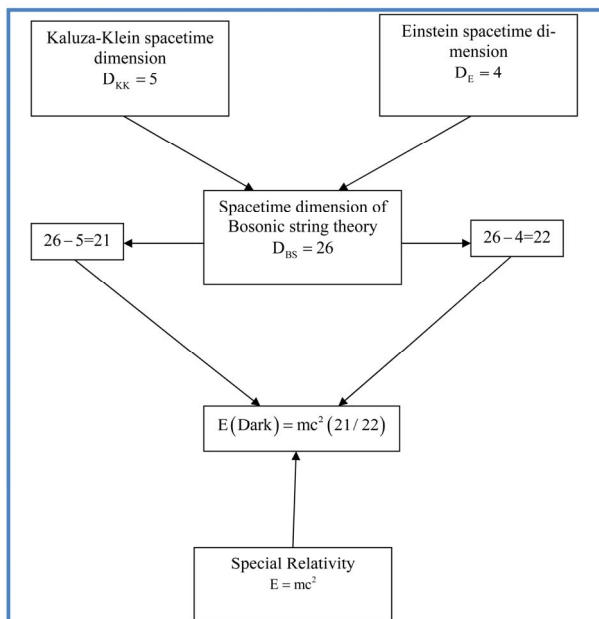 Kaluza-Klein spacetime
dimension
D_KK = 5
Einstein spacetime di-
mension
D_E = 4
Spacetime dimension of
Bosonic string theory
D_BS = 26
26 – 5=21
26 – 4=22
E(Dark) = mc² (21/22)
Special Relativity
E = mc²